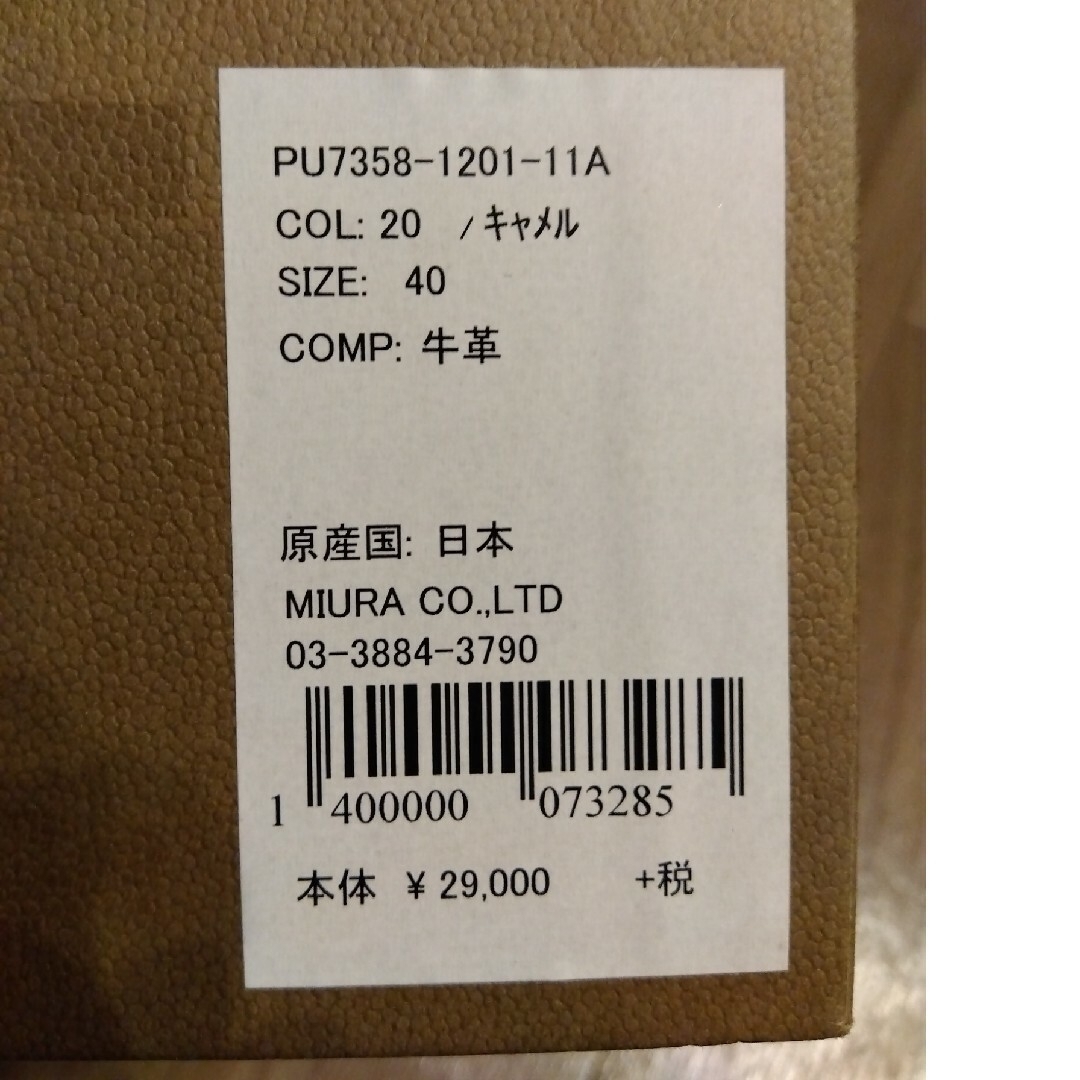 PU7358-1201-11A
COL: 20 / ｷｬﾒﾙ
SIZE: 40
COMP: 牛革
原産国: 日本
MIURA CO.,LTD
03-3884-3790
1 400000 073285
本体 ¥ 29,000 +税